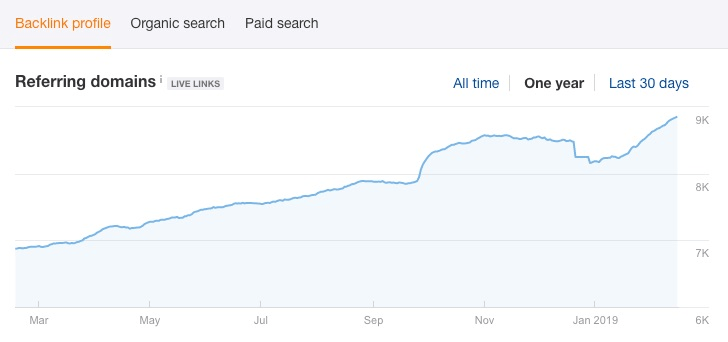 Backlink profile Organic search Paid search
Referring domains i LIVE LINKS All time One year Last 30 days
9K
8K
7K
6K
Mar May Jul Sep Nov Jan 2019